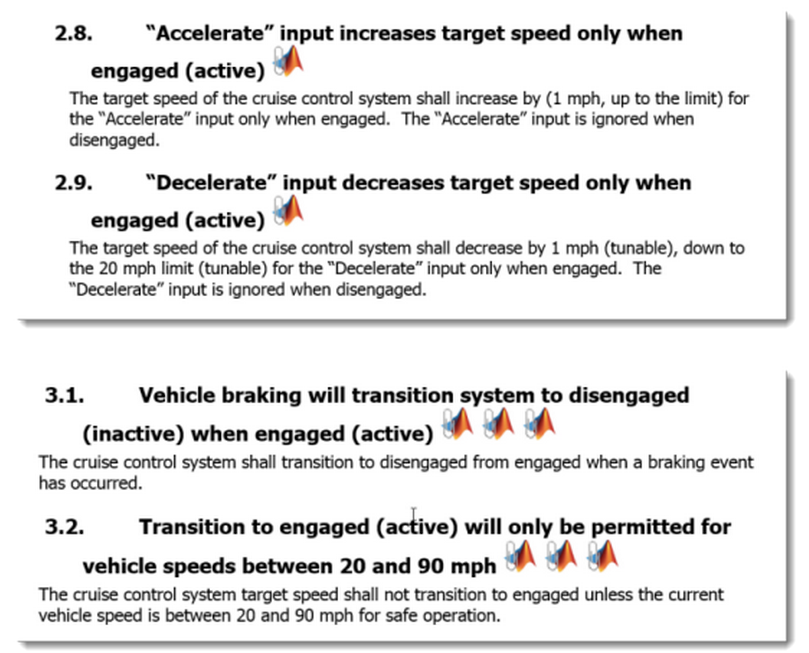 2.8. “Accelerate” input increases target speed only when
engaged (active)
The target speed of the cruise control system shall increase by (1 mph, up to the limit) for
the “Accelerate” input only when engaged. The “Accelerate” input is ignored when
disengaged.
2.9. “Decelerate” input decreases target speed only when
engaged (active)
The target speed of the cruise control system shall decrease by 1 mph (tunable), down to
the 20 mph limit (tunable) for the “Decelerate” input only when engaged. The
“Decelerate” input is ignored when disengaged.
3.1. Vehicle braking will transition system to disengaged
(inactive) when engaged (active)
The cruise control system shall transition to disengaged from engaged when a braking event
has occurred.
3.2. Transition to engaged (active) will only be permitted for
vehicle speeds between 20 and 90 mph
The cruise control system target speed shall not transition to engaged unless the current
vehicle speed is between 20 and 90 mph for safe operation.